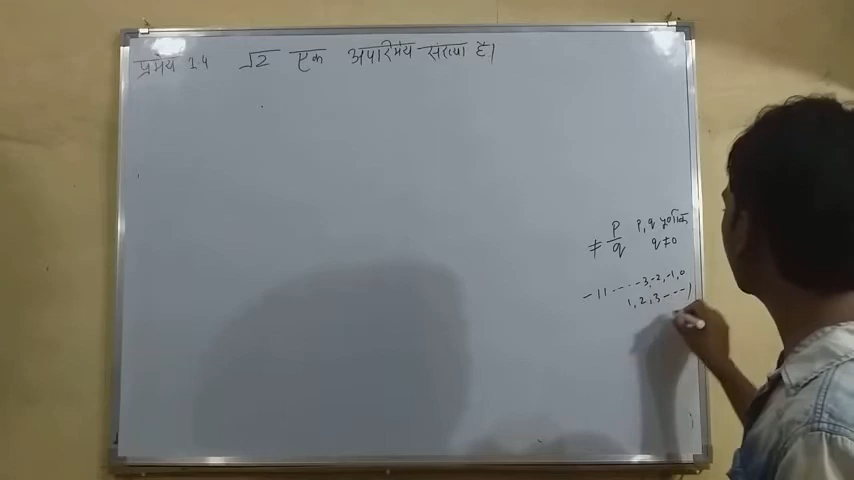 प्रमेय 1.4 √2 एक अपरिमेय संख्या है।
≠ p/q p, q पूर्णांक
q ≠ 0
-11 ---- -3, -2, -1, 0
1, 2, 3 ---